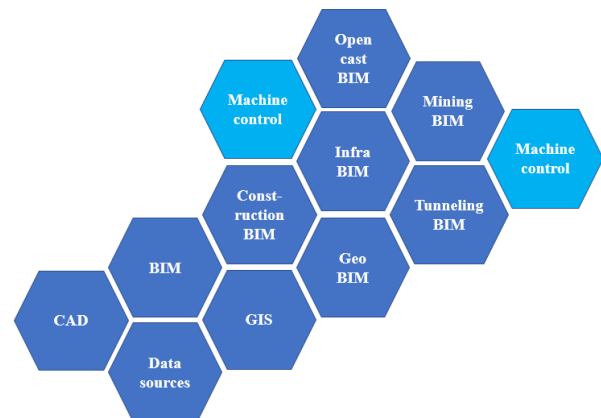 Open
cast
BIM
Machine
control
Mining
BIM
Machine
control
Infra
BIM
Const-
ruction
BIM
Tunneling
BIM
BIM
Geo
BIM
CAD
GIS
Data
sources